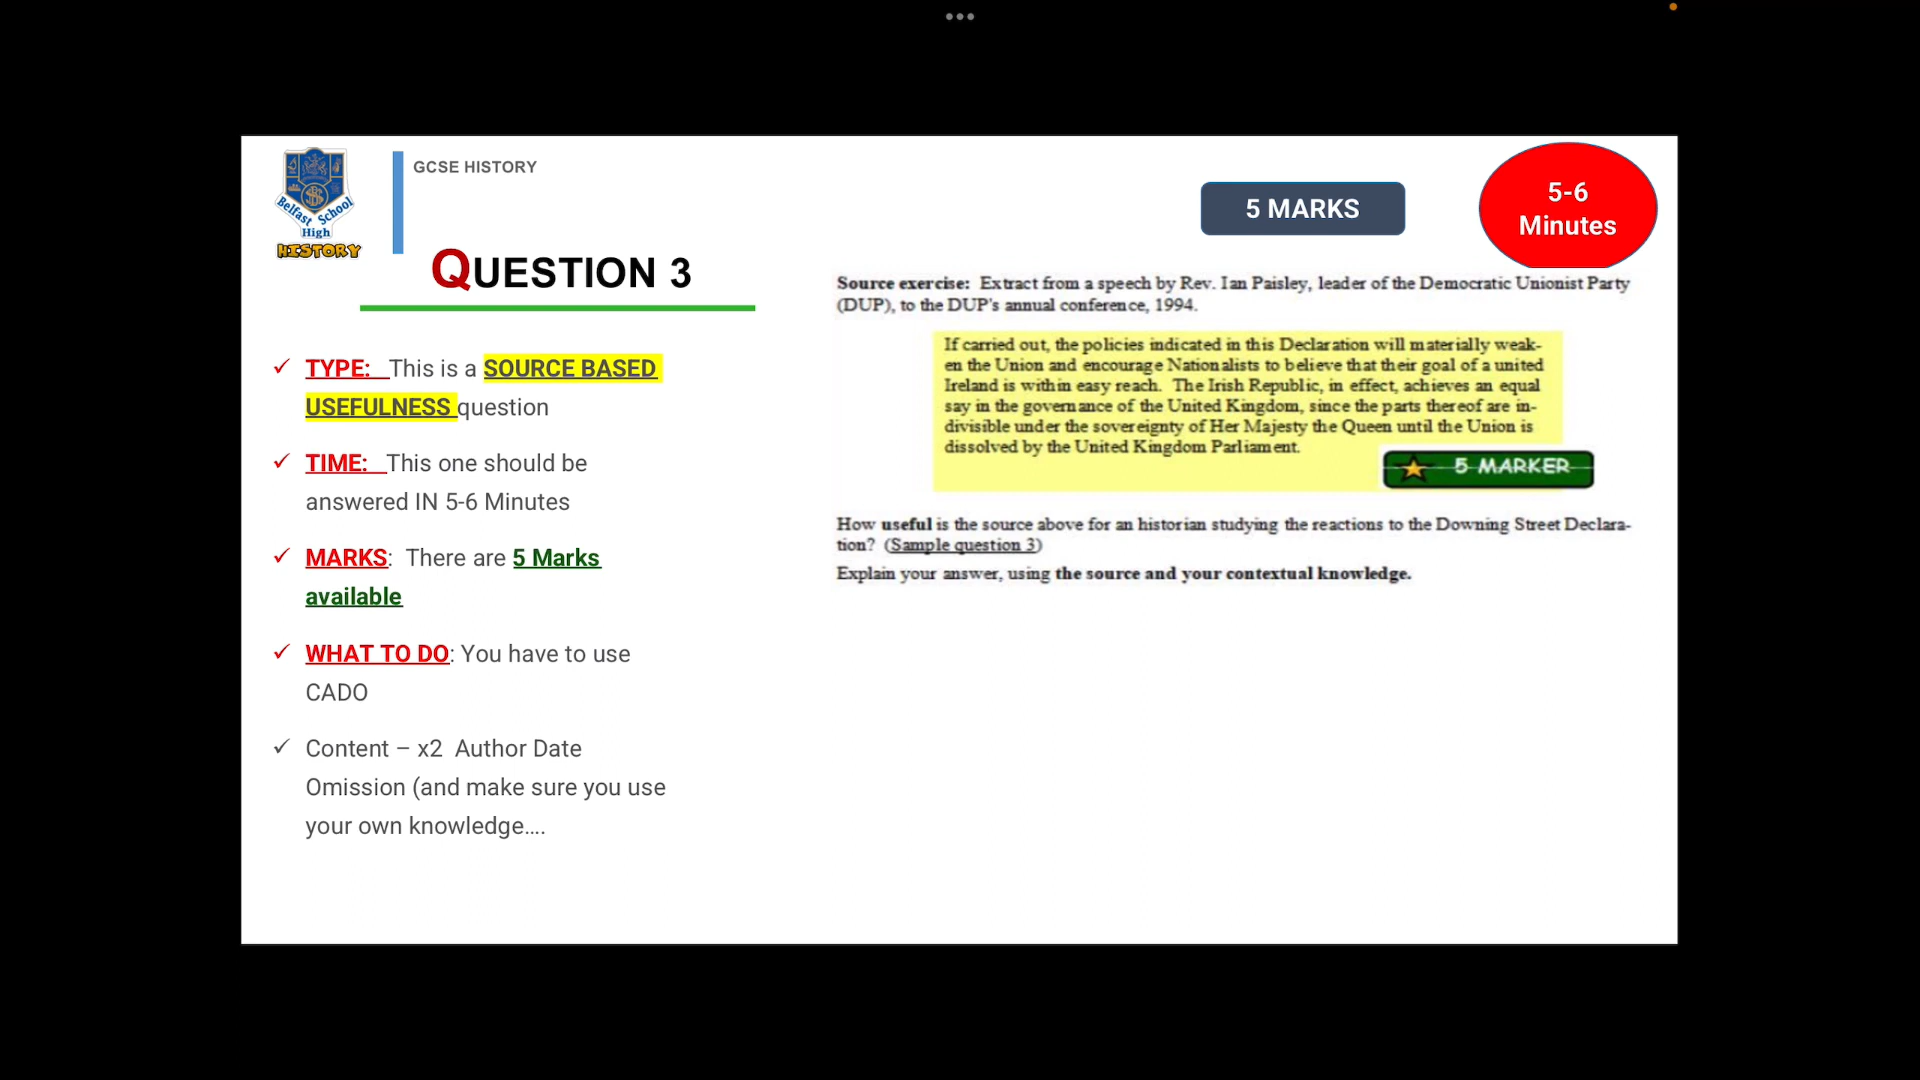 GCSE HISTORY
Belfast School
High
HISTORY
5 MARKS
5-6
Minutes
QUESTION 3
✓ TYPE: This is a SOURCE BASED
USEFULNESS question
✓ TIME: This one should be
answered IN 5-6 Minutes
✓ MARKS: There are 5 Marks
available
✓ WHAT TO DO: You have to use
CADO
✓ Content – x2 Author Date
Omission (and make sure you use
your own knowledge....
Source exercise: Extract from a speech by Rev. Ian Paisley, leader of the Democratic Unionist Party
(DUP), to the DUP's annual conference, 1994.
If carried out, the policies indicated in this Declaration will materially weak-
en the Union and encourage Nationalists to believe that their goal of a united
Ireland is within easy reach. The Irish Republic, in effect, achieves an equal
say in the governance of the United Kingdom, since the parts thereof are in-
divisible under the sovereignty of Her Majesty the Queen until the Union is
dissolved by the United Kingdom Parliament.
5 MARKER
How useful is the source above for an historian studying the reactions to the Downing Street Declara-
tion? (Sample question 3)
Explain your answer, using the source and your contextual knowledge.